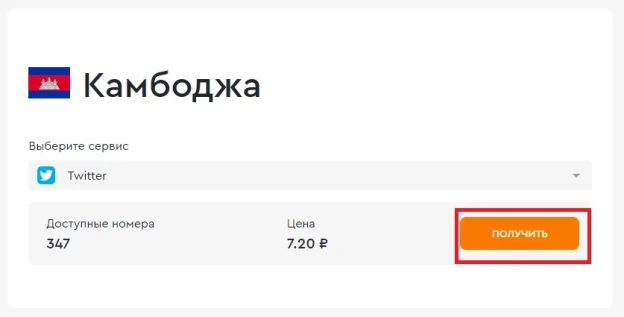 Камбоджа
Выберите сервис
Twitter
Доступные номера
Цена
347
7.20 ₽
ПОЛУЧИТЬ